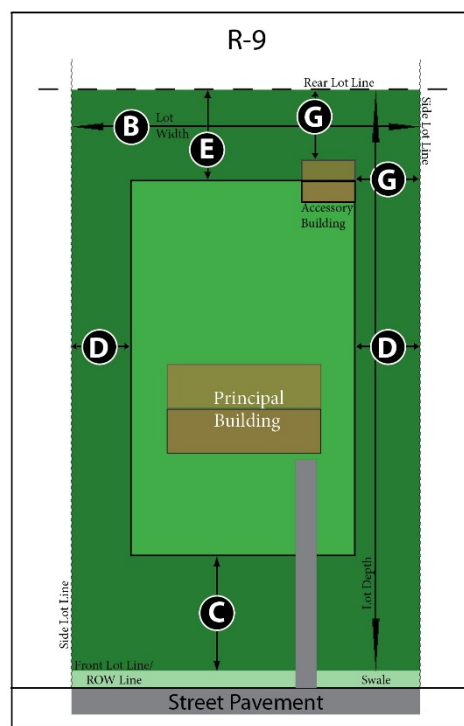 R-9
Rear Lot Line
B
Lot
Width
E
G
Side Lot Line
G
Accessory
Building
D
D
Principal
Building
C
Side Lot Line
Lot Depth
Front Lot Line/
ROW Line
Swale
Street Pavement